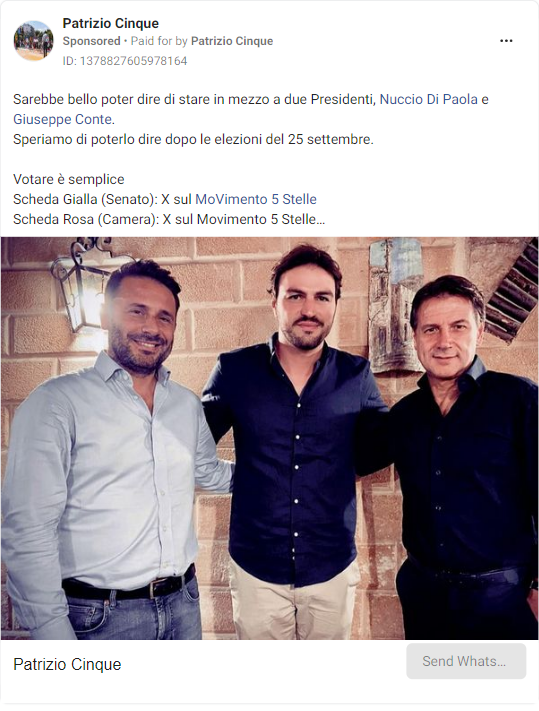 Patrizio Cinque
Sponsored • Paid for by Patrizio Cinque
ID: 1378827605978164
Sarebbe bello poter dire di stare in mezzo a due Presidenti, Nuccio Di Paola e
Giuseppe Conte.
Speriamo di poterlo dire dopo le elezioni del 25 settembre.
Votare è semplice
Scheda Gialla (Senato): X sul MoVimento 5 Stelle
Scheda Rosa (Camera): X sul Movimento 5 Stelle...
Patrizio Cinque
Send Whats...